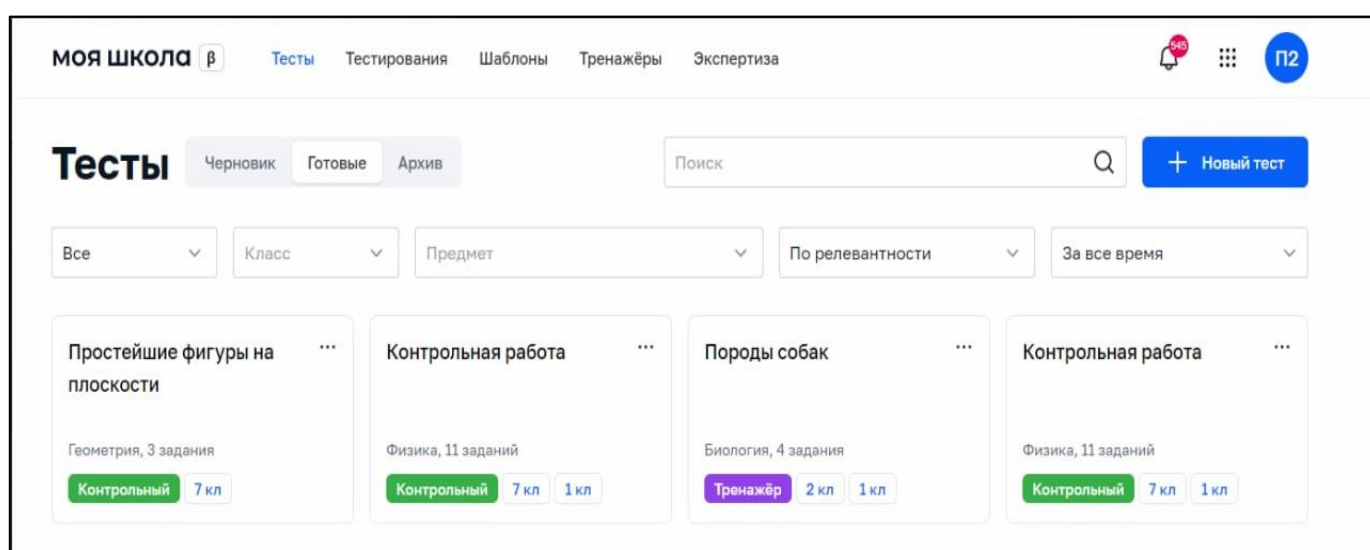 МОЯ ШКОЛА β Тесты Тестирования Шаблоны Тренажёры Экспертиза 545 П2
Тесты Черновик Готовые Архив Поиск + Новый тест
Все Класс Предмет По релевантности За все время
Простейшие фигуры на плоскости
Геометрия, 3 задания
Контрольный 7 кл
Контрольная работа
Физика, 11 заданий
Контрольный 7 кл 1 кл
Породы собак
Биология, 4 задания
Тренажёр 2 кл 1 кл
Контрольная работа
Физика, 11 заданий
Контрольный 7 кл 1 кл